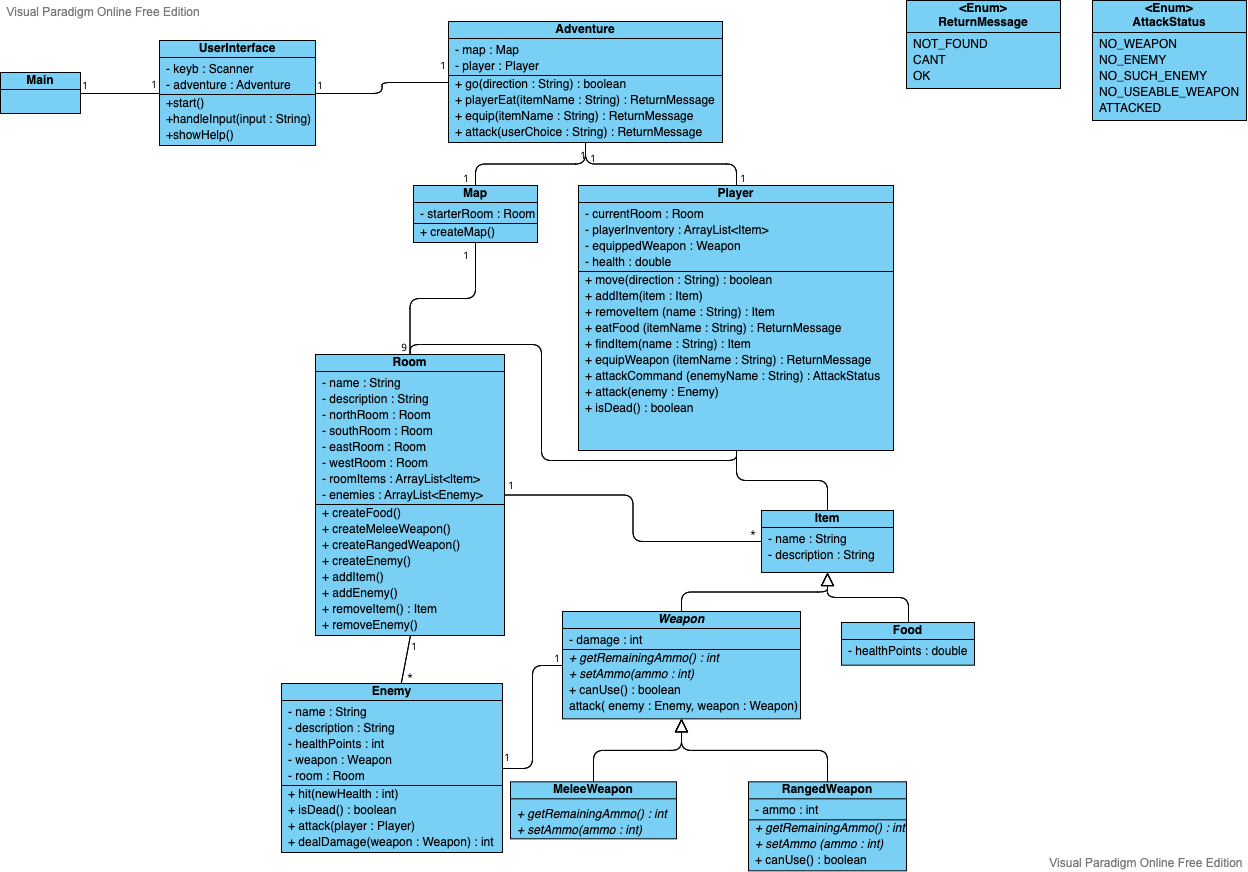 Visual Paradigm Online Free Edition
Main
1
1
UserInterface
- keyb : Scanner
- adventure : Adventure
+start()
+handleInput(input : String)
+showHelp()
1
1
Adventure
- map : Map
- player : Player
+ go(direction : String) : boolean
+ playerEat(itemName : String) : ReturnMessage
+ equip(itemName : String) : ReturnMessage
+ attack(userChoice : String) : ReturnMessage
<Enum>
ReturnMessage
NOT_FOUND
CANT
OK
<Enum>
AttackStatus
NO_WEAPON
NO_ENEMY
NO_SUCH_ENEMY
NO_USEABLE_WEAPON
ATTACKED
1
1
1
1
Map
- starterRoom : Room
+ createMap()
1
9
Player
- currentRoom : Room
- playerInventory : ArrayList<Item>
- equippedWeapon : Weapon
- health : double
+ move(direction : String) : boolean
+ addItem(item : Item)
+ removeItem (name : String) : Item
+ eatFood (itemName : String) : ReturnMessage
+ findItem(name : String) : Item
+ equipWeapon (itemName : String) : ReturnMessage
+ attackCommand (enemyName : String) : AttackStatus
+ attack(enemy : Enemy)
+ isDead() : boolean
Room
- name : String
- description : String
- northRoom : Room
- southRoom : Room
- eastRoom : Room
- westRoom : Room
- roomItems : ArrayList<Item>
- enemies : ArrayList<Enemy>
+ createFood()
+ createMeleeWeapon()
+ createRangedWeapon()
+ createEnemy()
+ addItem()
+ addEnemy()
+ removeItem() : Item
+ removeEnemy()
1
*
Item
- name : String
- description : String
Weapon
- damage : int
+ getRemainingAmmo() : int
+ setAmmo(ammo : int)
+ canUse() : boolean
attack( enemy : Enemy, weapon : Weapon)
Food
- healthPoints : double
1
*
1
1
Enemy
- name : String
- description : String
- healthPoints : int
- weapon : Weapon
- room : Room
+ hit(newHealth : int)
+ isDead() : boolean
+ attack(player : Player)
+ dealDamage(weapon : Weapon) : int
MeleeWeapon
+ getRemainingAmmo() : int
+ setAmmo(ammo : int)
RangedWeapon
- ammo : int
+ getRemainingAmmo() : int
+ setAmmo (ammo : int)
+ canUse() : boolean
Visual Paradigm Online Free Edition